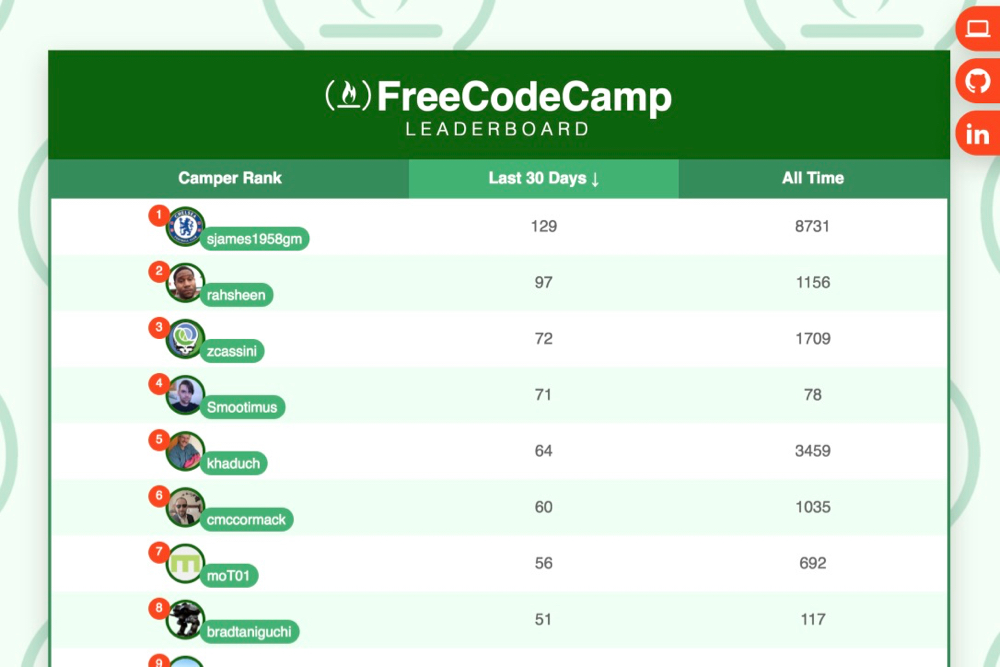 FreeCodeCamp
LEADERBOARD
Camper Rank Last 30 Days ↓ All Time
1 sjames1958gm 129 8731
2 rahsheen 97 1156
3 zcassini 72 1709
4 Smootimus 71 78
5 khaduch 64 3459
6 cmccormack 60 1035
7 moT01 56 692
8 bradtaniguchi 51 117
9
in